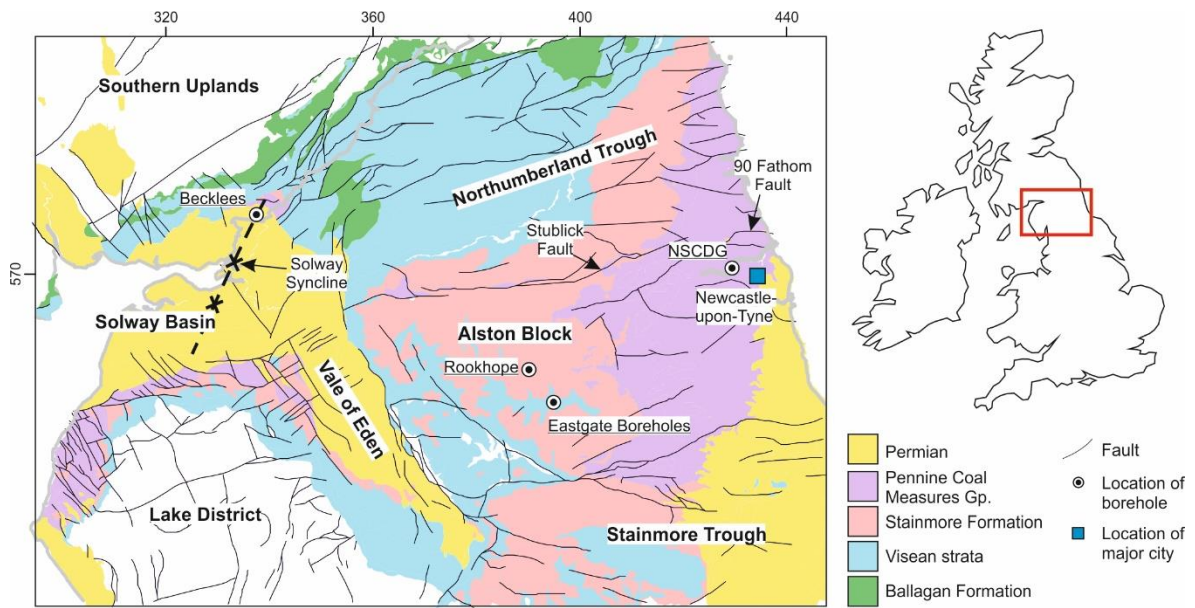 320
360
400
440
570
Southern Uplands
Northumberland Trough
90 Fathom
Fault
Becklees
Stublick
Fault
NSCDG
Solway
Syncline
Newcastle-
upon-Tyne
Solway Basin
Alston Block
Rookhope
Vale of Eden
Eastgate Boreholes
Lake District
Stainmore Trough
Permian
Pennine Coal
Measures Gp.
Stainmore Formation
Visean strata
Ballagan Formation
Fault
Location of
borehole
Location of
major city